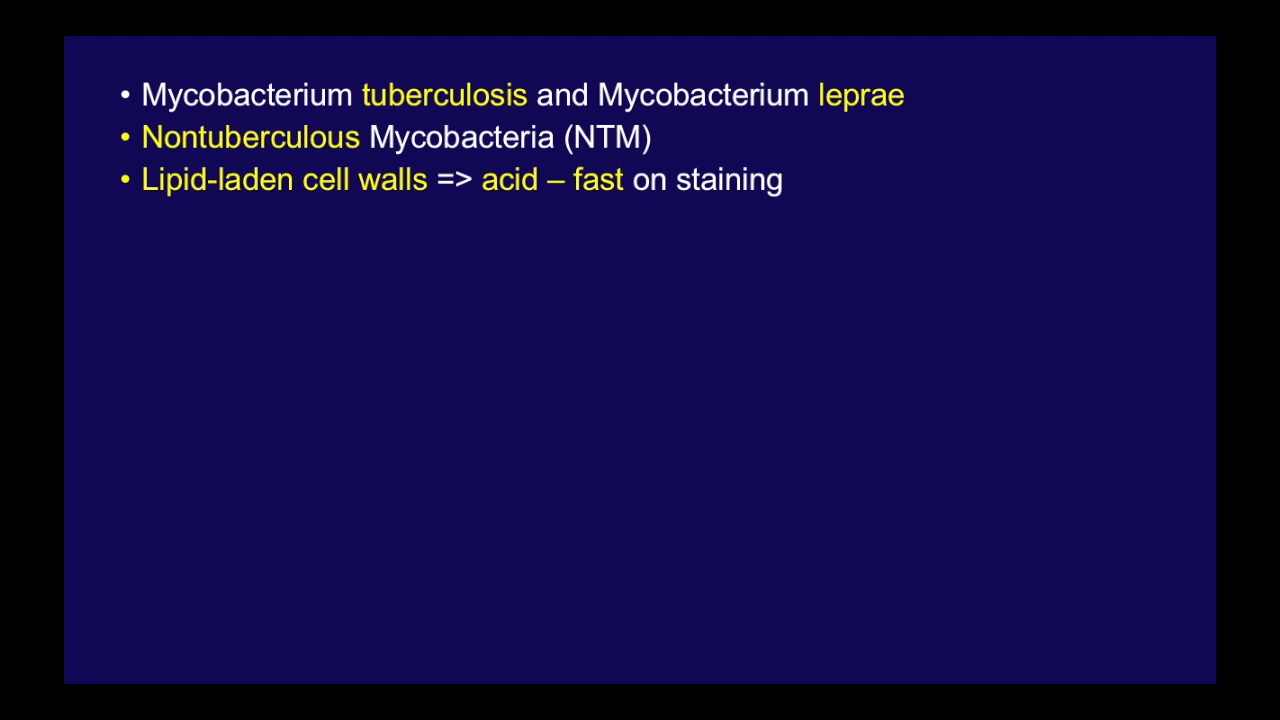 • Mycobacterium tuberculosis and Mycobacterium leprae
• Nontuberculous Mycobacteria (NTM)
• Lipid-laden cell walls => acid – fast on staining